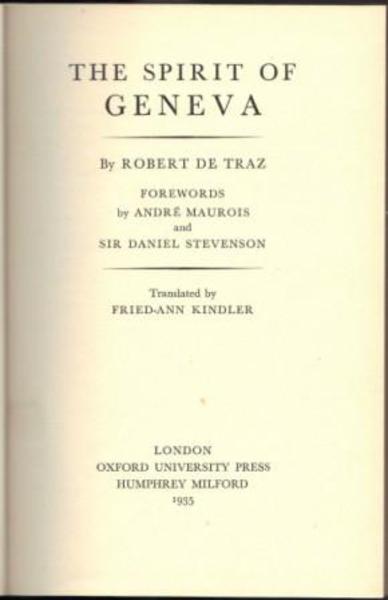 THE SPIRIT OF
GENEVA
By ROBERT DE TRAZ
FOREWORDS
by ANDRÉ MAUROIS
and
SIR DANIEL STEVENSON
Translated by
FRIED-ANN KINDLER
LONDON
OXFORD UNIVERSITY PRESS
HUMPHREY MILFORD
1935